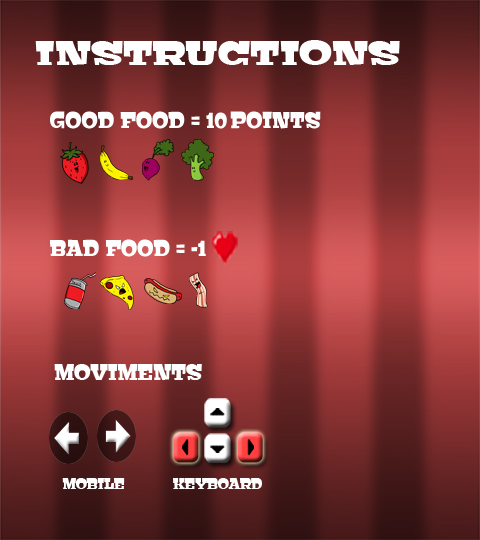 INSTRUCTIONS
GOOD FOOD = 10 POINTS
BAD FOOD = -1
MOVIMENTS
MOBILE KEYBOARD